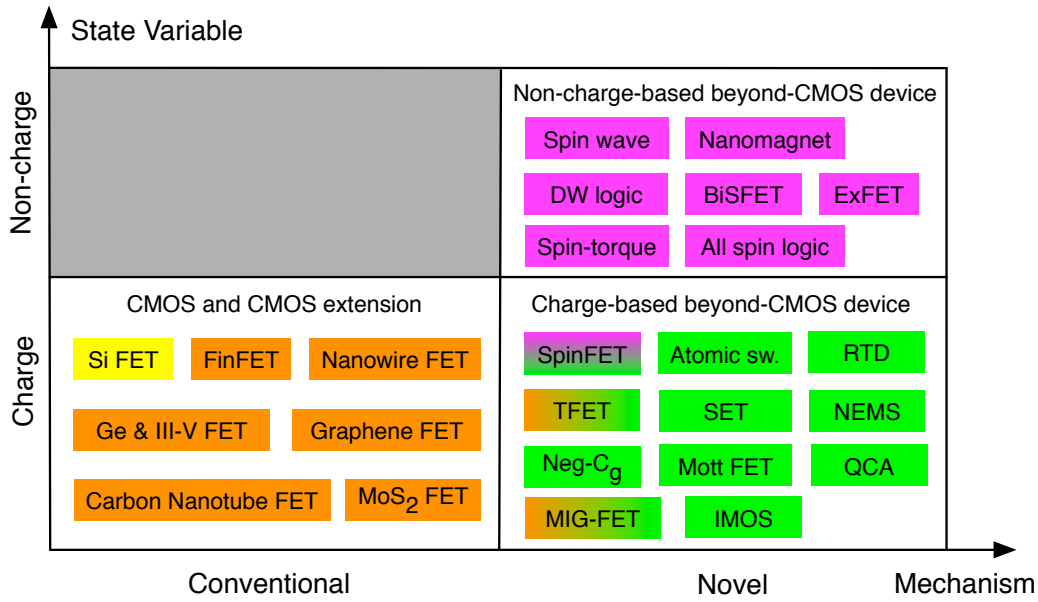 State Variable
Non-charge
Non-charge-based beyond-CMOS device
Spin wave Nanomagnet
DW logic BiSFET ExFET
Spin-torque All spin logic
Charge
CMOS and CMOS extension
Si FET FinFET Nanowire FET
Ge & III-V FET Graphene FET
Carbon Nanotube FET MoS2 FET
Charge-based beyond-CMOS device
SpinFET Atomic sw. RTD
TFET SET NEMS
Neg-Cg Mott FET QCA
MIG-FET IMOS
Conventional Novel Mechanism